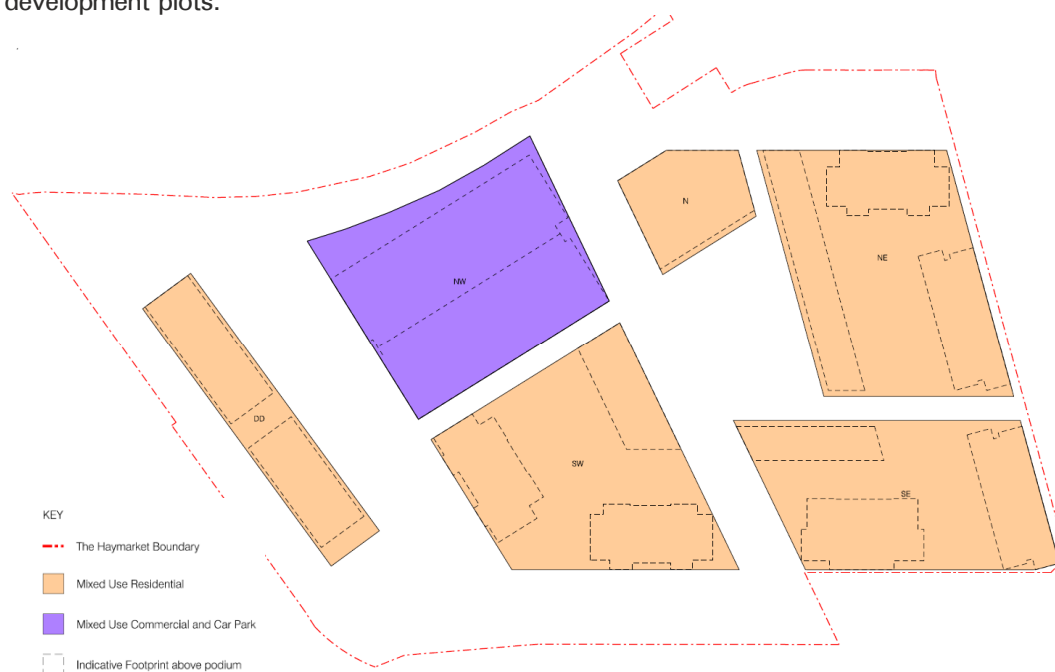 development plots.
N
NE
NW
DD
SW
SE
KEY
The Haymarket Boundary
Mixed Use Residential
Mixed Use Commercial and Car Park
Indicative Footprint above podium